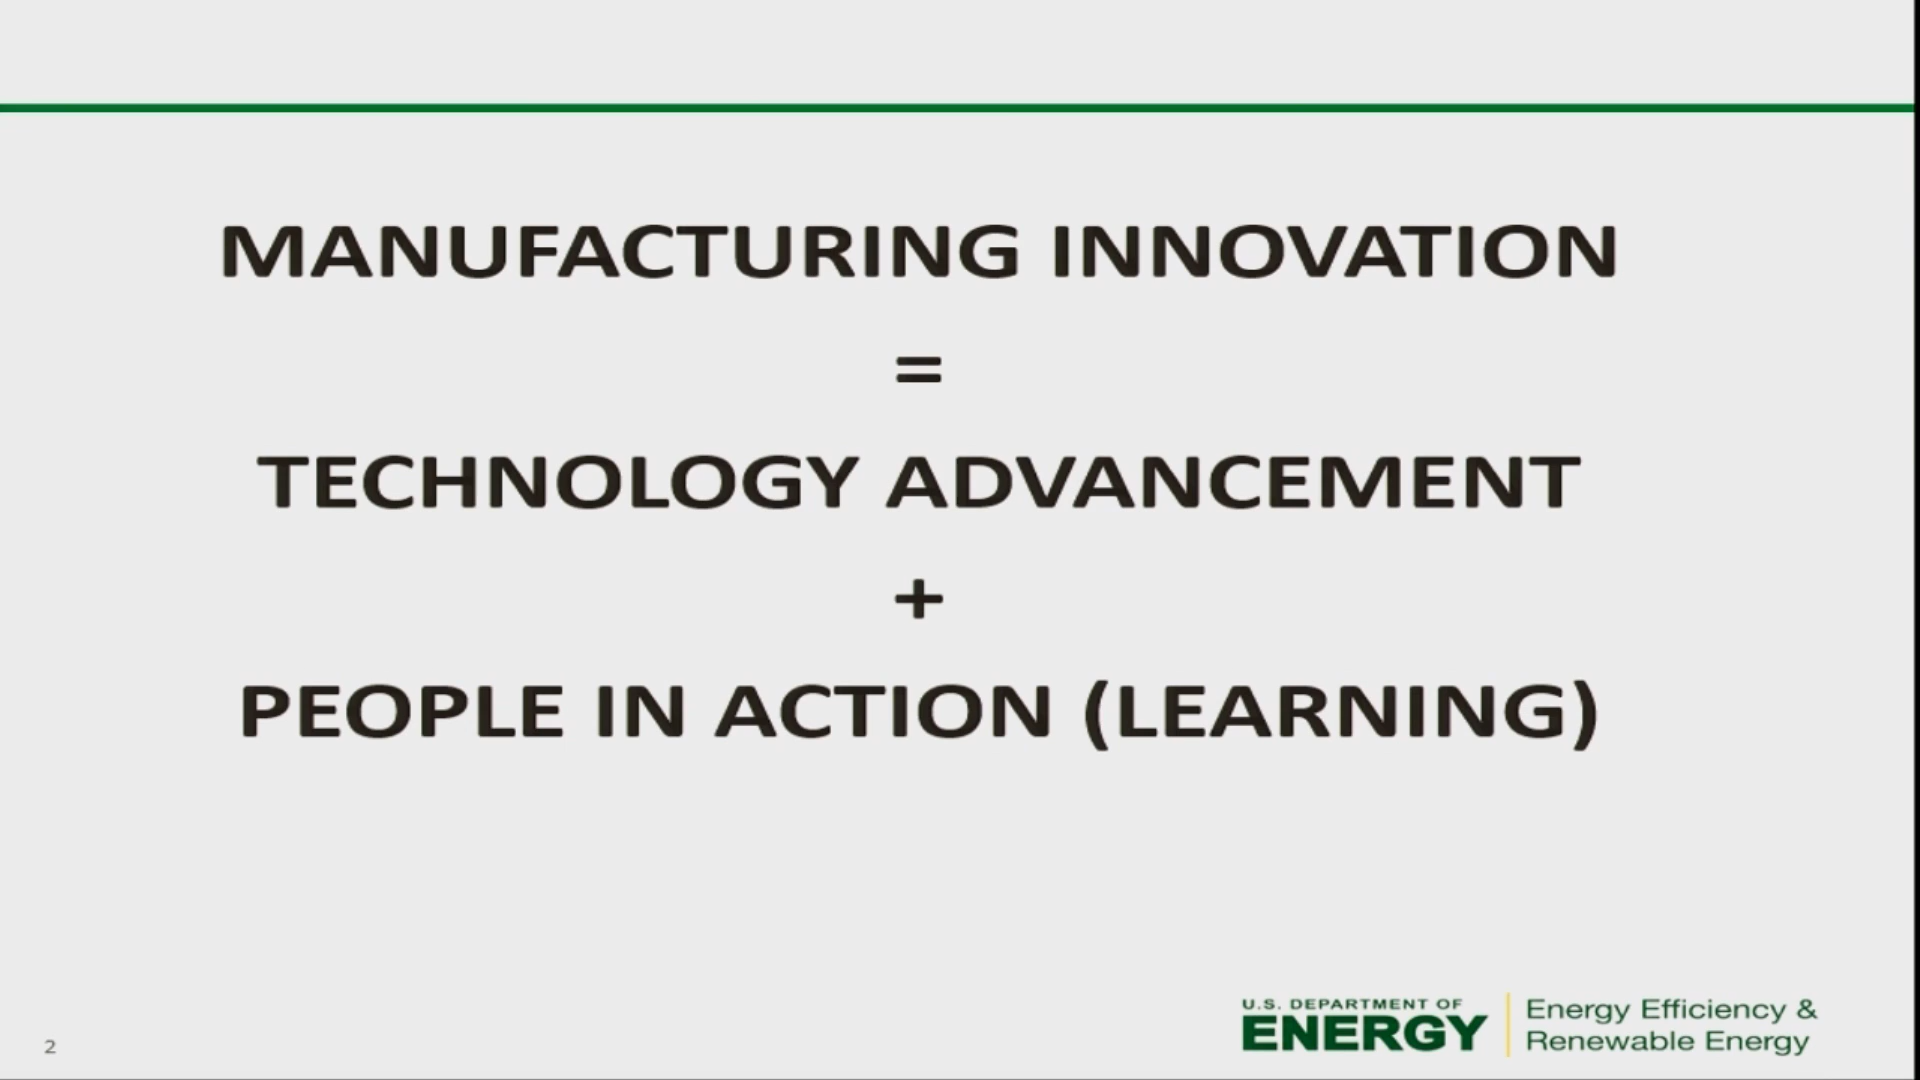 MANUFACTURING INNOVATION
=
TECHNOLOGY ADVANCEMENT
+
PEOPLE IN ACTION (LEARNING)
2
U.S. DEPARTMENT OF
ENERGY
Energy Efficiency &
Renewable Energy